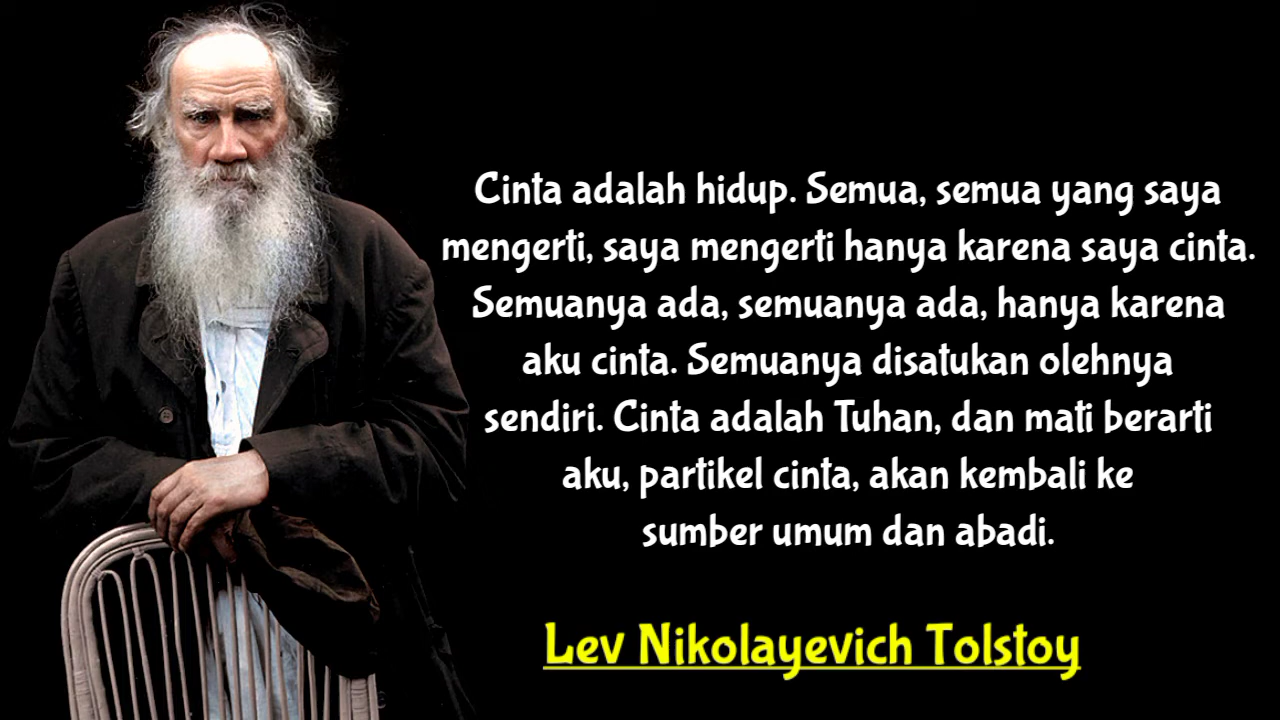 Cinta adalah hidup. Semua, semua yang saya
mengerti, saya mengerti hanya karena saya cinta.
Semuanya ada, semuanya ada, hanya karena
aku cinta. Semuanya disatukan olehnya
sendiri. Cinta adalah Tuhan, dan mati berarti
aku, partikel cinta, akan kembali ke
sumber umum dan abadi.
Lev Nikolayevich Tolstoy